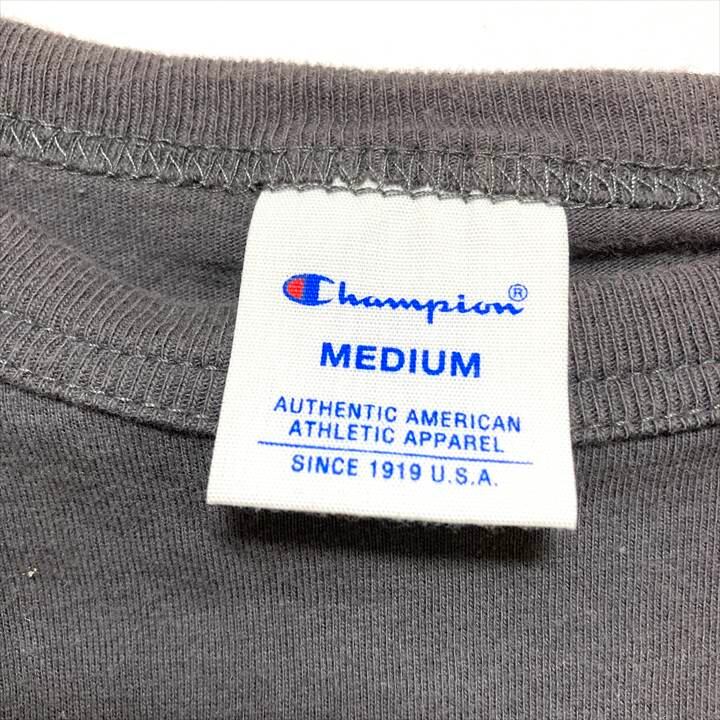 Champion®
MEDIUM
AUTHENTIC AMERICAN
ATHLETIC APPAREL
SINCE 1919 U.S.A.